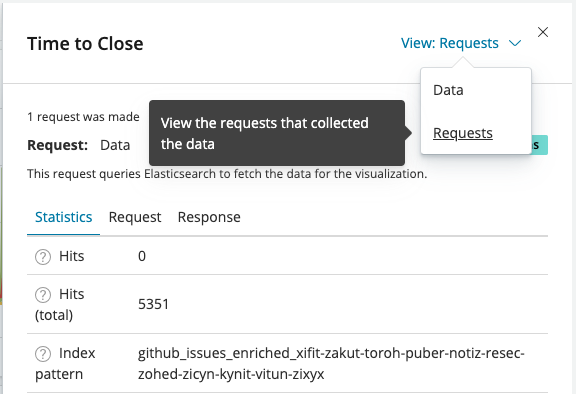 Time to Close
View: Requests
Data
1 request was made
View the requests that collected
the data
Requests
Request: Data
This request queries Elasticsearch to fetch the data for the visualization.
Statistics Request Response
Hits 0
Hits
(total) 5351
Index
pattern
github_issues_enriched_xifit-zakut-toroh-puber-notiz-resec-
zohed-zicyn-kynit-vitun-zixyx